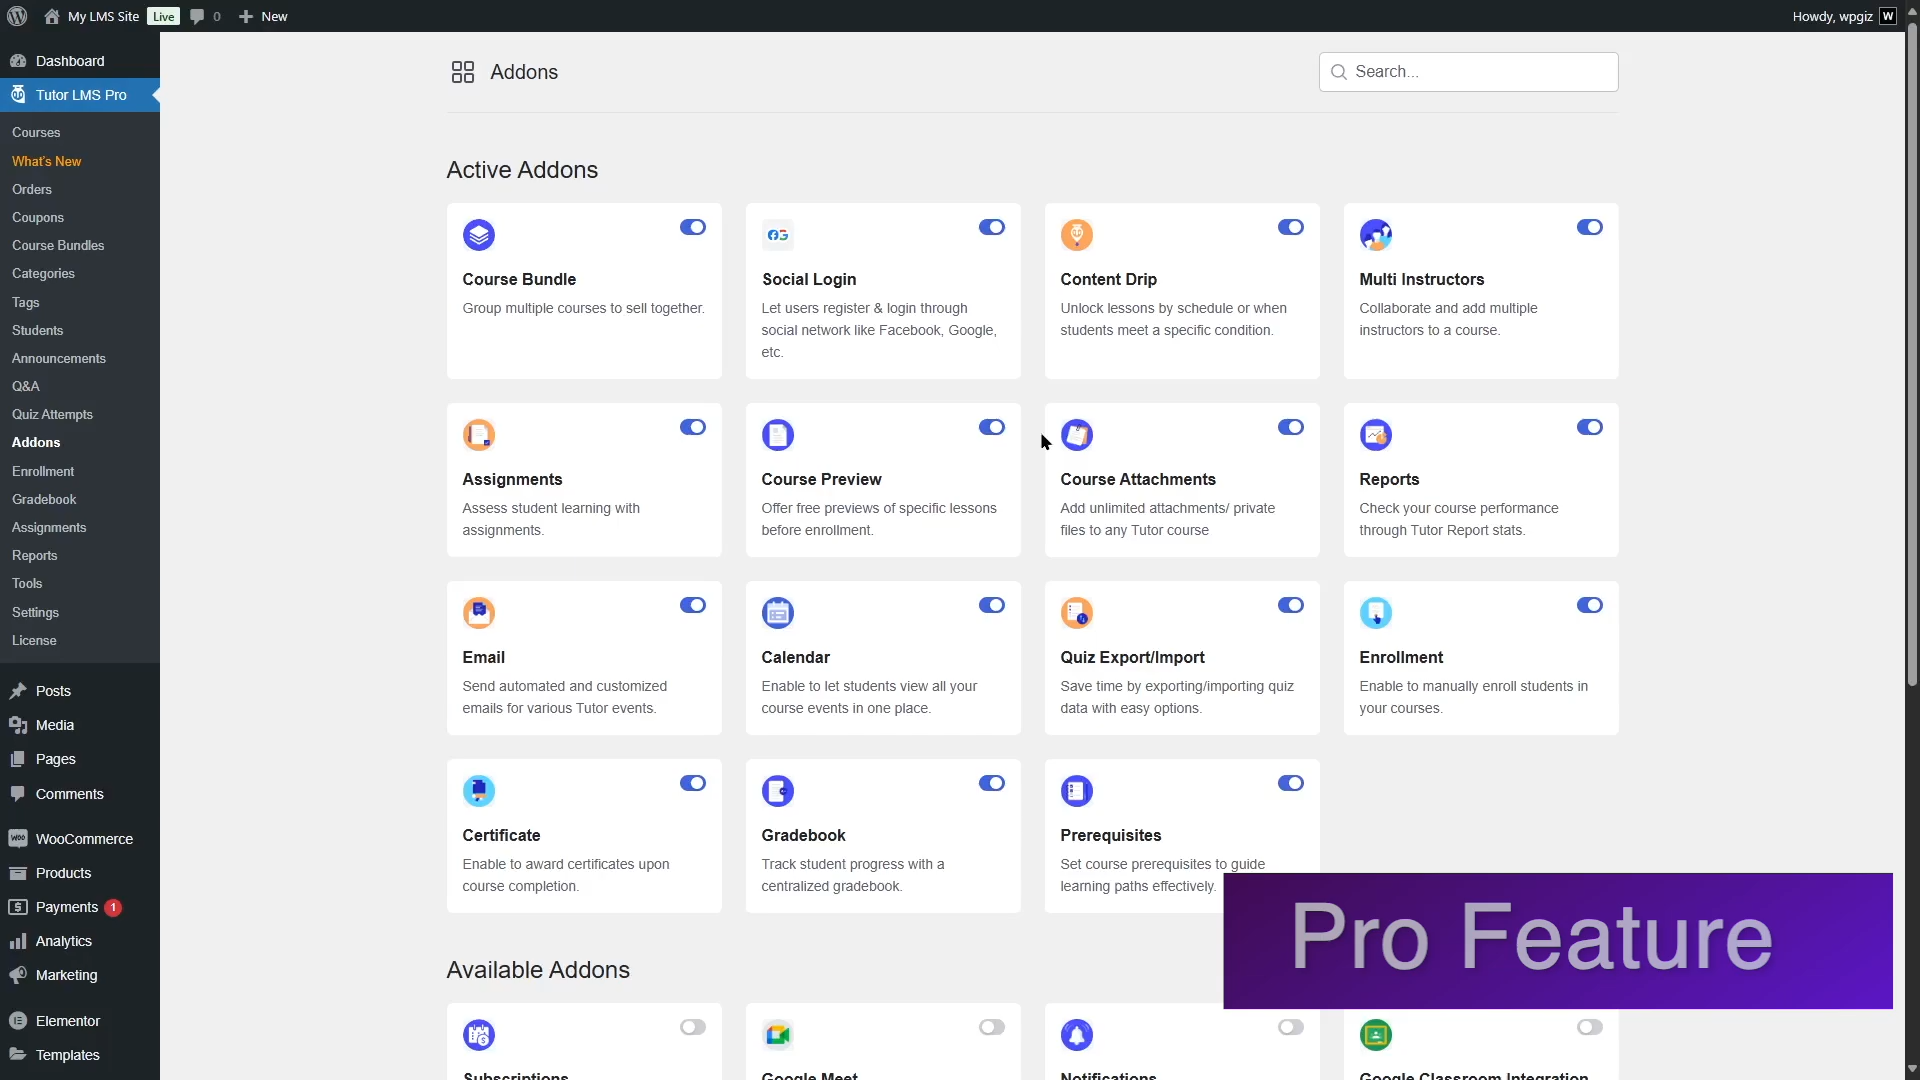 My LMS Site Live 0 New
Howdy, wpgiz W
Dashboard
Tutor LMS Pro
Courses
What's New
Orders
Coupons
Course Bundles
Categories
Tags
Students
Announcements
Q&A
Quiz Attempts
Addons
Enrollment
Gradebook
Assignments
Reports
Tools
Settings
License
Posts
Media
Pages
Comments
WooCommerce
Products
Payments 1
Analytics
Marketing
Elementor
Templates
Addons
Search...
Active Addons
Course Bundle
Group multiple courses to sell together.
Social Login
Let users register & login through
social network like Facebook, Google,
etc.
Content Drip
Unlock lessons by schedule or when
students meet a specific condition.
Multi Instructors
Collaborate and add multiple
instructors to a course.
Assignments
Assess student learning with
assignments.
Course Preview
Offer free previews of specific lessons
before enrollment.
Course Attachments
Add unlimited attachments/ private
files to any Tutor course
Reports
Check your course performance
through Tutor Report stats.
Email
Send automated and customized
emails for various Tutor events.
Calendar
Enable to let students view all your
course events in one place.
Quiz Export/Import
Save time by exporting/importing quiz
data with easy options.
Enrollment
Enable to manually enroll students in
your courses.
Certificate
Enable to award certificates upon
course completion.
Gradebook
Track student progress with a
centralized gradebook.
Prerequisites
Set course prerequisites to guide
learning paths effectively.
Pro Feature
Available Addons
Subscriptions
Google Meet
Notifications
Google Classroom Integration